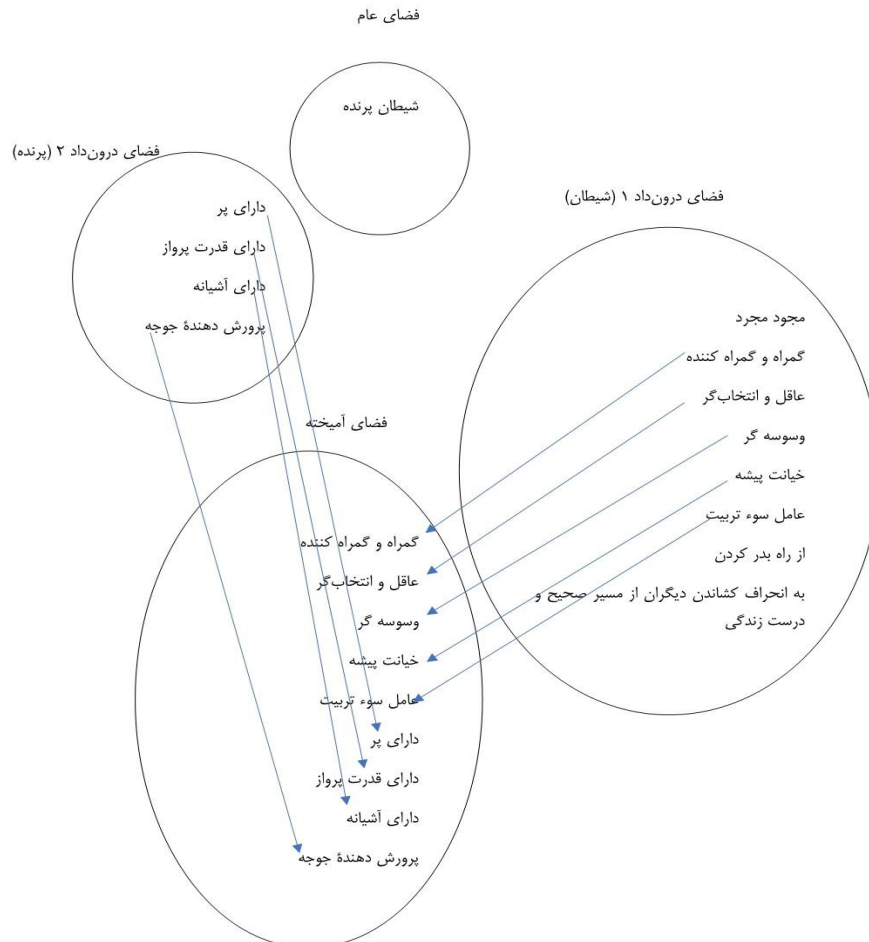 فضای عام
شیطان پرنده
فضای درون‌داد ۲ (پرنده)
دارای پر
دارای قدرت پرواز
دارای آشیانه
پرورش دهندهٔ جوجه
فضای درون‌داد ۱ (شیطان)
مجود مجرد
گمراه و گمراه کننده
عاقل و انتخاب‌گر
وسوسه گر
خیانت پیشه
عامل سوء تربیت
از راه بدر کردن
به انحراف کشاندن دیگران از مسیر صحیح و
درست زندگی
فضای آمیخته
گمراه و گمراه کننده
عاقل و انتخاب‌گر
وسوسه گر
خیانت پیشه
عامل سوء تربیت
دارای پر
دارای قدرت پرواز
دارای آشیانه
پرورش دهندهٔ جوجه